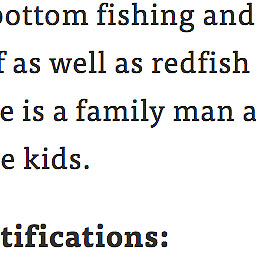 bottom fishing and
f as well as redfish
e is a family man a
e kids.
tifications: